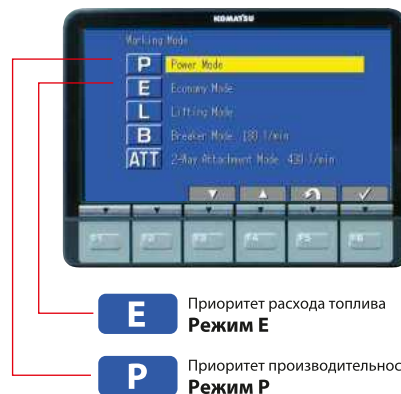 KOMATSU
Working Mode
P Power Mode
E Economy Mode
L Lifting Mode
B Breaker Mode 180 l/min
ATT 2-Way Attachment Mode 430 l/min
F1 F2 F3 F4 F5 F6
E Приоритет расхода топлива
Режим E
P Приоритет производительнос
Режим P